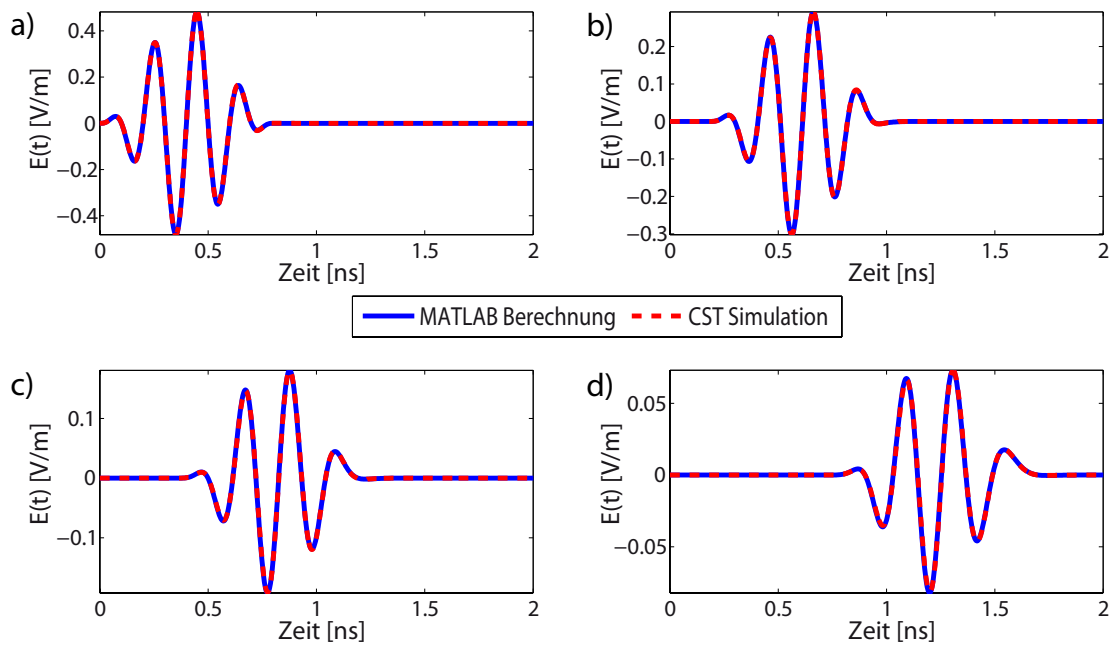 a)
E(t) [V/m]
0.4
0.2
0
−0.2
−0.4
0
0.5
1
1.5
2
Zeit [ns]
b)
E(t) [V/m]
0.2
0.1
0
−0.1
−0.2
−0.3
0
0.5
1
1.5
2
Zeit [ns]
MATLAB Berechnung
CST Simulation
c)
E(t) [V/m]
0.1
0
−0.1
0
0.5
1
1.5
2
Zeit [ns]
d)
E(t) [V/m]
0.05
0
−0.05
0
0.5
1
1.5
2
Zeit [ns]